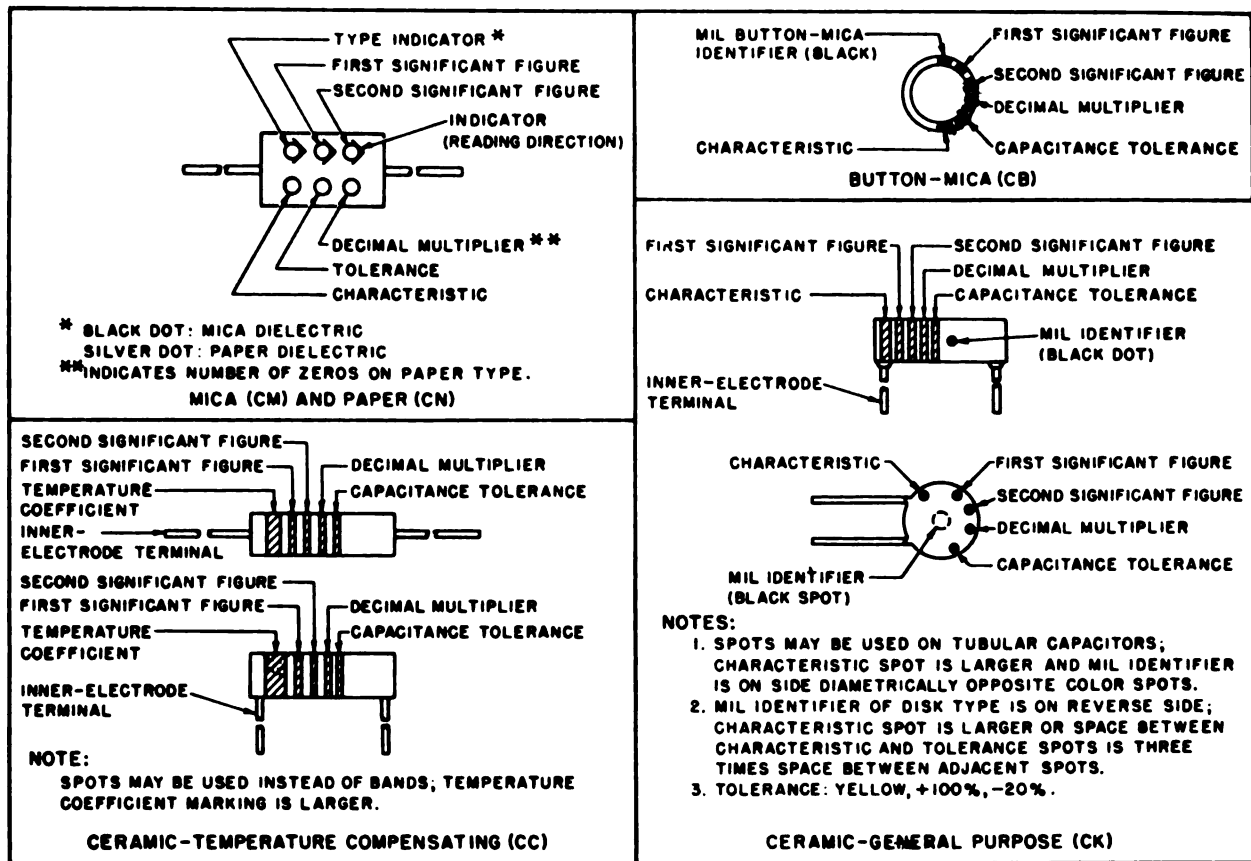 TYPE INDICATOR *
FIRST SIGNIFICANT FIGURE
SECOND SIGNIFICANT FIGURE
INDICATOR
(READING DIRECTION)
DECIMAL MULTIPLIER **
TOLERANCE
CHARACTERISTIC
* BLACK DOT: MICA DIELECTRIC
SILVER DOT: PAPER DIELECTRIC
** INDICATES NUMBER OF ZEROS ON PAPER TYPE.
MICA (CM) AND PAPER (CN)
MIL BUTTON-MICA
IDENTIFIER (BLACK)
FIRST SIGNIFICANT FIGURE
SECOND SIGNIFICANT FIGURE
DECIMAL MULTIPLIER
CHARACTERISTIC
CAPACITANCE TOLERANCE
BUTTON-MICA (CB)
SECOND SIGNIFICANT FIGURE
FIRST SIGNIFICANT FIGURE
DECIMAL MULTIPLIER
TEMPERATURE
COEFFICIENT
CAPACITANCE TOLERANCE
INNER-
ELECTRODE TERMINAL
SECOND SIGNIFICANT FIGURE
FIRST SIGNIFICANT FIGURE
DECIMAL MULTIPLIER
TEMPERATURE
COEFFICIENT
CAPACITANCE TOLERANCE
INNER-ELECTRODE
TERMINAL
NOTE:
SPOTS MAY BE USED INSTEAD OF BANDS; TEMPERATURE
COEFFICIENT MARKING IS LARGER.
CERAMIC-TEMPERATURE COMPENSATING (CC)
FIRST SIGNIFICANT FIGURE
SECOND SIGNIFICANT FIGURE
DECIMAL MULTIPLIER
CHARACTERISTIC
CAPACITANCE TOLERANCE
MIL IDENTIFIER
(BLACK DOT)
INNER-ELECTRODE
TERMINAL
CHARACTERISTIC
FIRST SIGNIFICANT FIGURE
SECOND SIGNIFICANT FIGURE
DECIMAL MULTIPLIER
CAPACITANCE TOLERANCE
MIL IDENTIFIER
(BLACK SPOT)
NOTES:
1. SPOTS MAY BE USED ON TUBULAR CAPACITORS;
CHARACTERISTIC SPOT IS LARGER AND MIL IDENTIFIER
IS ON SIDE DIAMETRICALLY OPPOSITE COLOR SPOTS.
2. MIL IDENTIFIER OF DISK TYPE IS ON REVERSE SIDE;
CHARACTERISTIC SPOT IS LARGER OR SPACE BETWEEN
CHARACTERISTIC AND TOLERANCE SPOTS IS THREE
TIMES SPACE BETWEEN ADJACENT SPOTS.
3. TOLERANCE: YELLOW, +100%, -20%.
CERAMIC-GENERAL PURPOSE (CK)